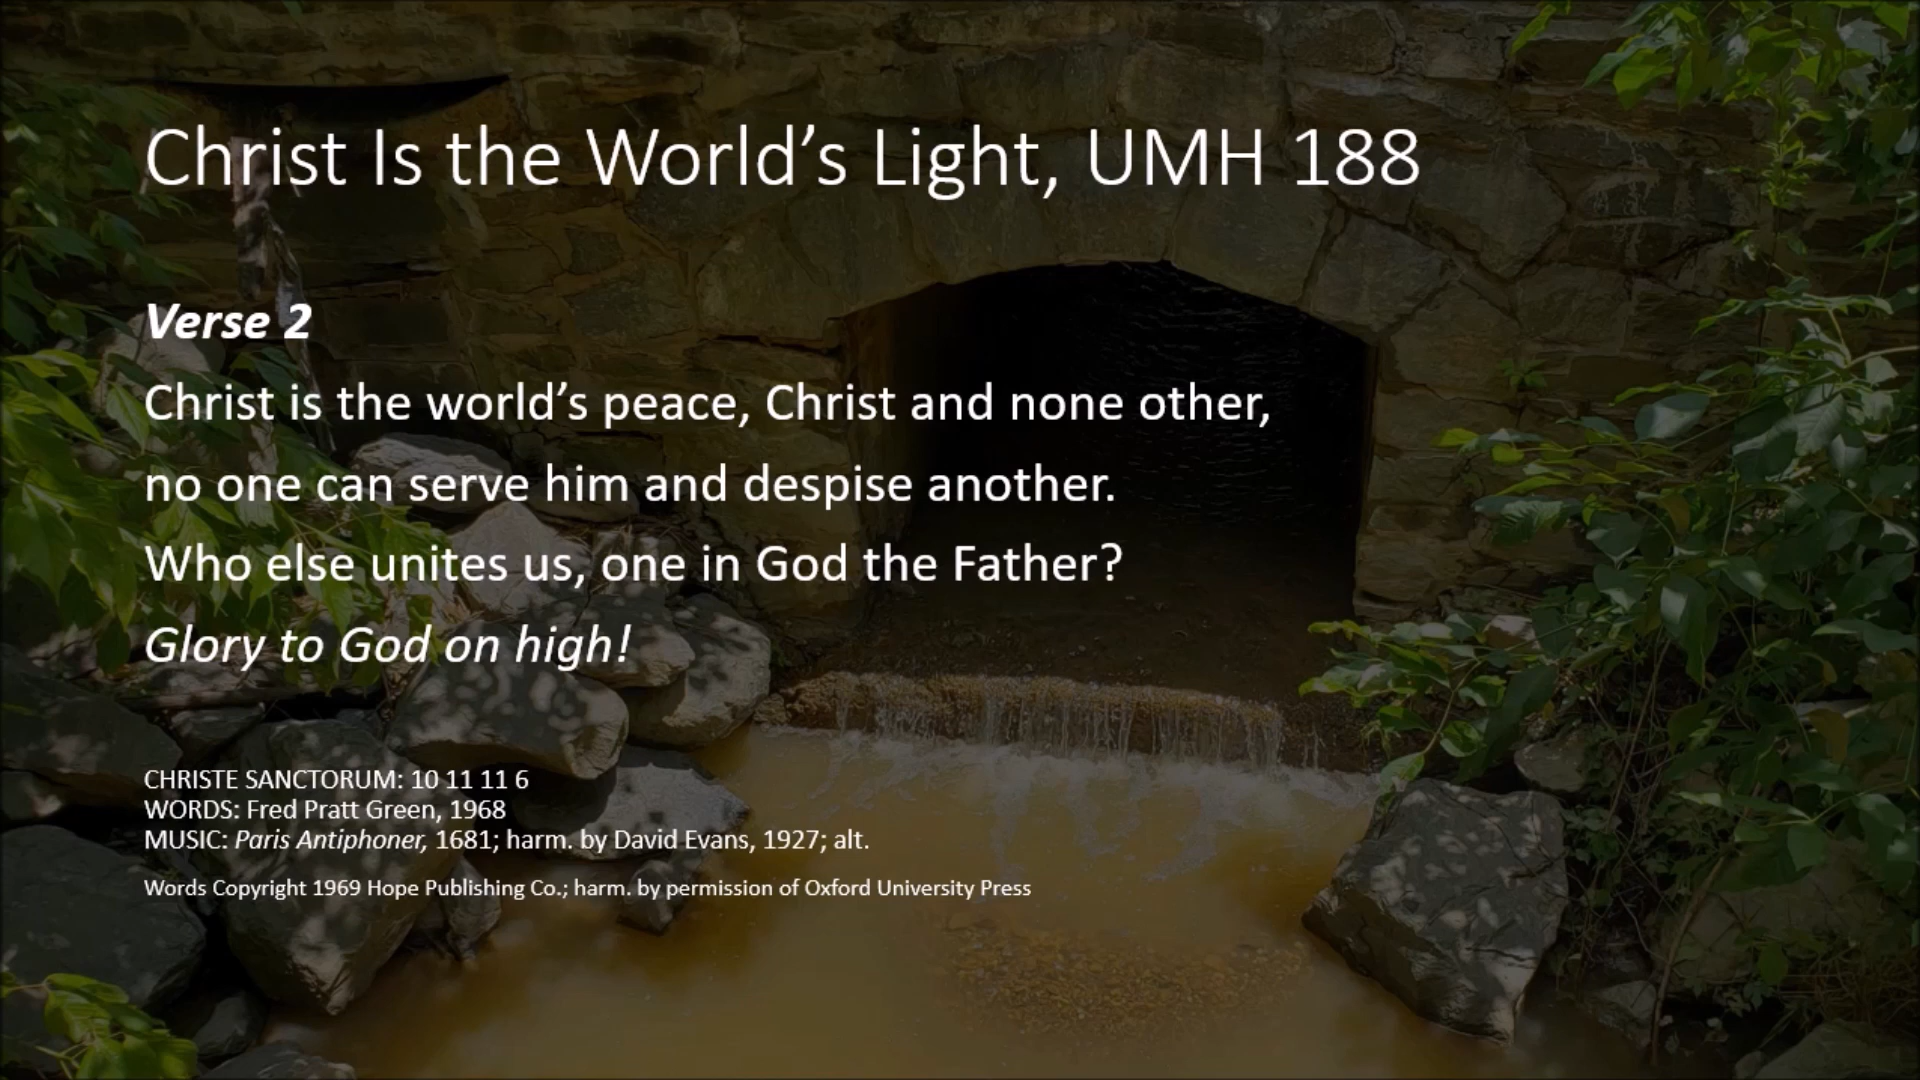 Christ Is the World’s Light, UMH 188
Verse 2
Christ is the world’s peace, Christ and none other,
no one can serve him and despise another.
Who else unites us, one in God the Father?
Glory to God on high!
CHRISTE SANCTORUM: 10 11 11 6
WORDS: Fred Pratt Green, 1968
MUSIC: Paris Antiphoner, 1681; harm. by David Evans, 1927; alt.
Words Copyright 1969 Hope Publishing Co.; harm. by permission of Oxford University Press